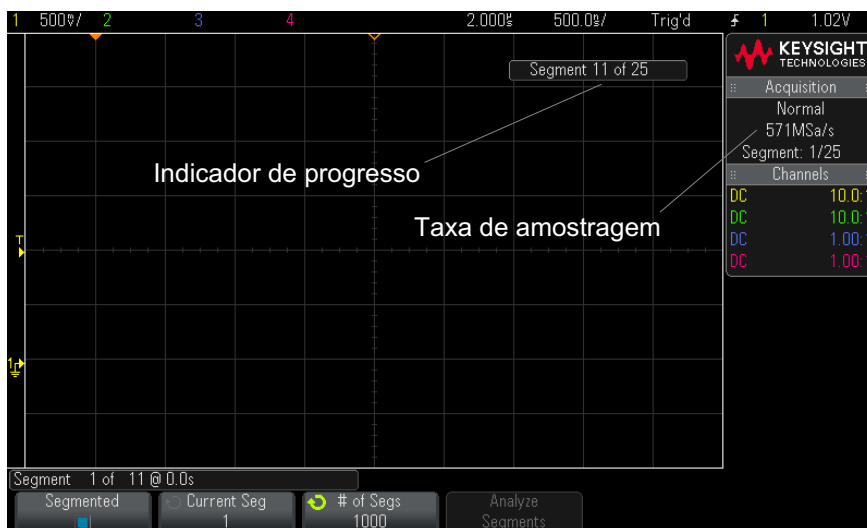 1 500♥/ 2 3 4 2.000s 500.0s/ Trig'd 1 1.02V
KEYSIGHT
TECHNOLOGIES
Segment 11 of 25
Acquisition
Normal
571MSa/s
Segment: 1/25
Channels
DC 10.0:
DC 10.0:
DC 1.00:
DC 1.00:
Indicador de progresso
Taxa de amostragem
T
1
Segment 1 of 11 @ 0.0s
Segmented
Current Seg
1
# of Segs
1000
Analyze
Segments